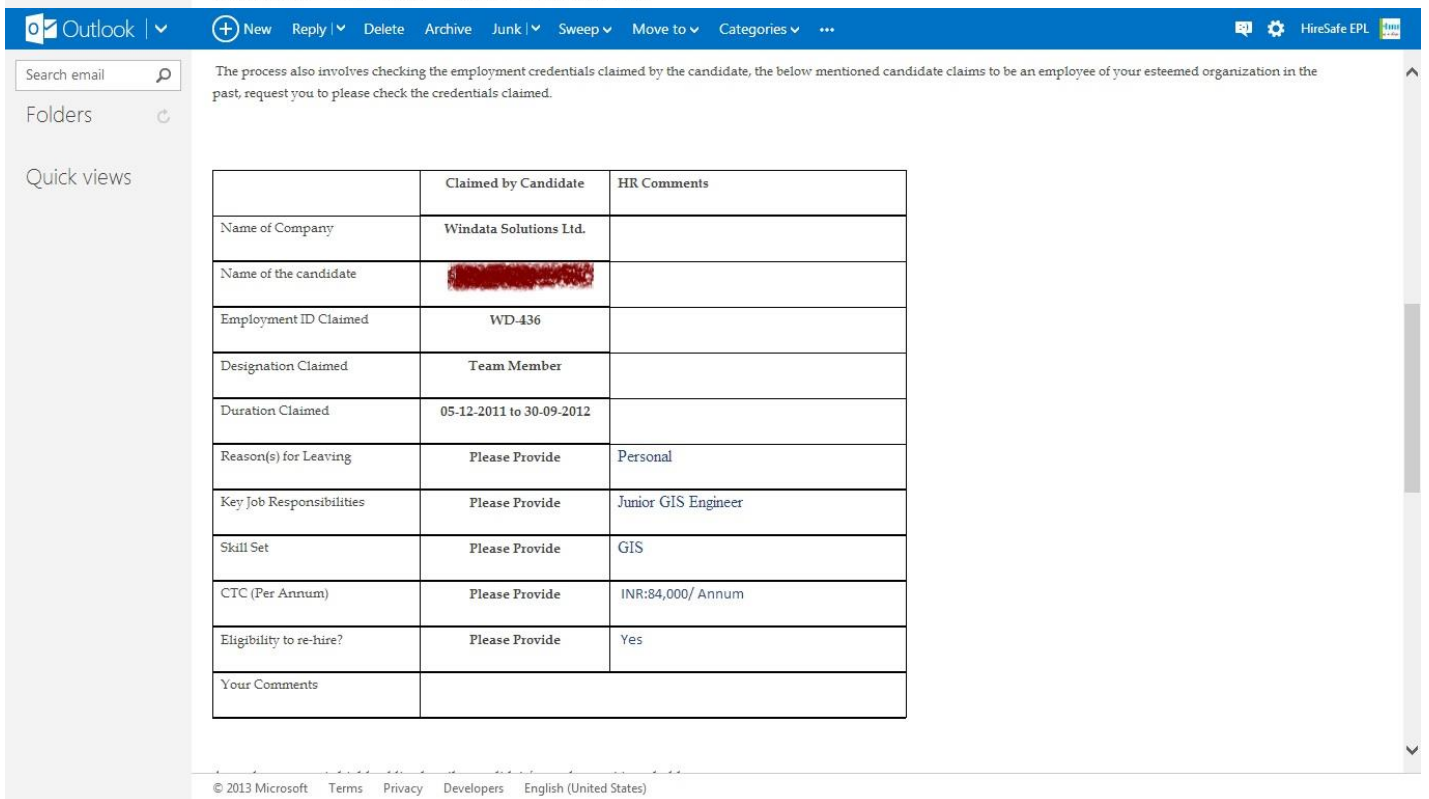 Outlook
New Reply Delete Archive Junk Sweep Move to Categories ...
HireSafe EPL
Search email
Folders
Quick views
The process also involves checking the employment credentials claimed by the candidate, the below mentioned candidate claims to be an employee of your esteemed organization in the
past, request you to please check the credentials claimed.
Claimed by Candidate HR Comments
Name of Company Windata Solutions Ltd.
Name of the candidate
Employment ID Claimed WD-436
Designation Claimed Team Member
Duration Claimed 05-12-2011 to 30-09-2012
Reason(s) for Leaving Please Provide Personal
Key Job Responsibilities Please Provide Junior GIS Engineer
Skill Set Please Provide GIS
CTC (Per Annum) Please Provide INR:84,000/ Annum
Eligibility to re-hire? Please Provide Yes
Your Comments
© 2013 Microsoft Terms Privacy Developers English (United States)